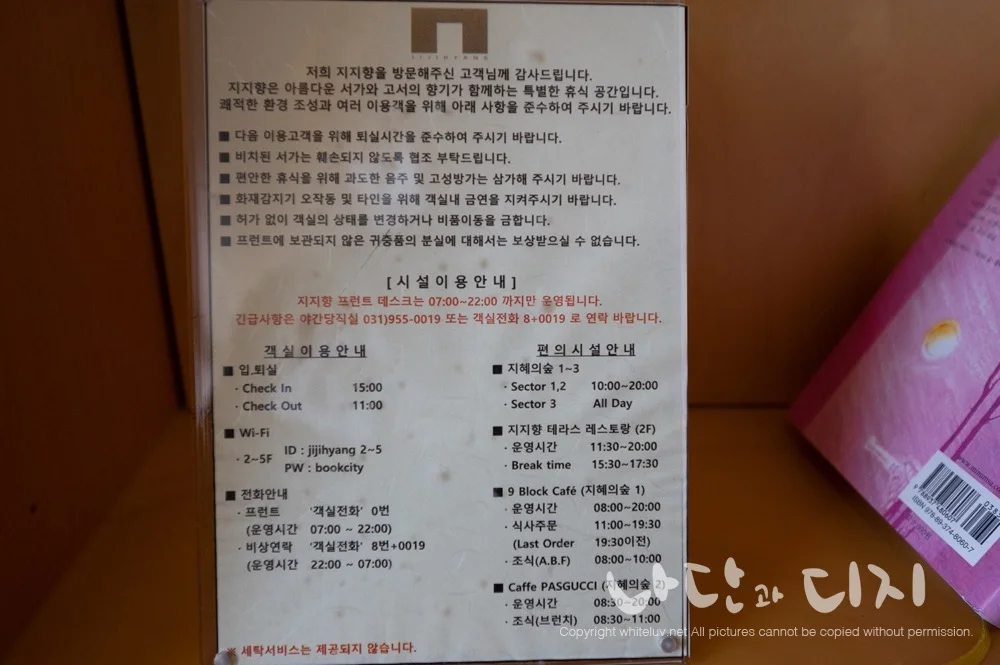 JIJIHYANG
저희 지지향을 방문해주신 고객님께 감사드립니다.
지지향은 아름다운 서가와 고서의 향기가 함께하는 특별한 휴식 공간입니다.
쾌적한 환경 조성과 여러 이용객을 위해 아래 사항을 준수하여 주시기 바랍니다.
■ 다음 이용고객을 위해 퇴실시간을 준수하여 주시기 바랍니다.
■ 비치된 서가는 훼손되지 않도록 협조 부탁드립니다.
■ 편안한 휴식을 위해 과도한 음주 및 고성방가는 삼가해 주시기 바랍니다.
■ 화재감지기 오작동 및 타인을 위해 객실내 금연을 지켜주시기 바랍니다.
■ 허가 없이 객실의 상태를 변경하거나 비품이동을 금합니다.
■ 프런트에 보관되지 않은 귀중품의 분실에 대해서는 보상받으실 수 없습니다.
[ 시 설 이 용 안 내 ]
지지향 프런트 데스크는 07:00~22:00 까지만 운영됩니다.
긴급사항은 야간당직실 031)955-0019 또는 객실전화 8+0019 로 연락 바랍니다.
객 실 이 용 안 내
■ 입.퇴실
· Check In 15:00
· Check Out 11:00
■ Wi-Fi
· 2~5F ID : jijihyang 2~5
PW : bookcity
■ 전화안내
· 프런트 '객실전화' 0번
(운영시간 07:00 ~ 22:00)
· 비상연락 '객실전화' 8번+0019
(운영시간 22:00 ~ 07:00)
편 의 시 설 안 내
■ 지혜의숲 1~3
· Sector 1,2 10:00~20:00
· Sector 3 All Day
■ 지지향 테라스 레스토랑 (2F)
· 운영시간 11:30~20:00
· Break time 15:30~17:30
■ 9 Block Café (지혜의숲 1)
· 운영시간 08:00~20:00
· 식사주문 11:00~19:30
(Last Order 19:30이전)
· 조식(A.B.F) 08:00~10:00
■ Caffe PASGUCCI (지혜의숲 2)
· 운영시간 08:30~20:00
· 조식(브런치) 08:30~11:00
※ 세탁서비스는 제공되지 않습니다.
ISBN 978-89-374-8060-7
나단과 디지
Copyright whiteluv.net All pictures cannot be copied without permission.